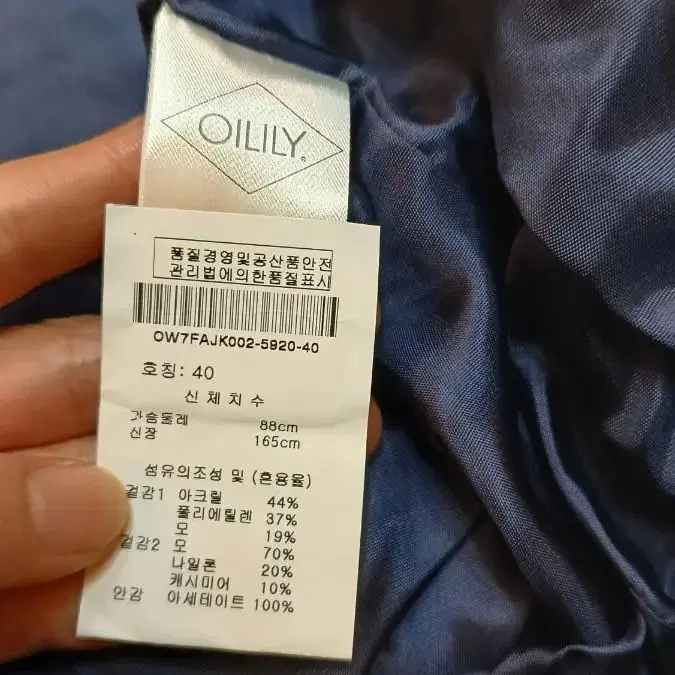 OILILY
품질경영및공산품안전
관리법에의한품질표시
OW7FAJK002-5920-40
호칭: 40
신체치수
가슴둘레 88cm
신장 165cm
섬유의조성 및 (혼용율)
겉감1 아크릴 44%
폴리에틸렌 37%
모 19%
겉감2 모 70%
나일론 20%
캐시미어 10%
안감 아세테이트 100%